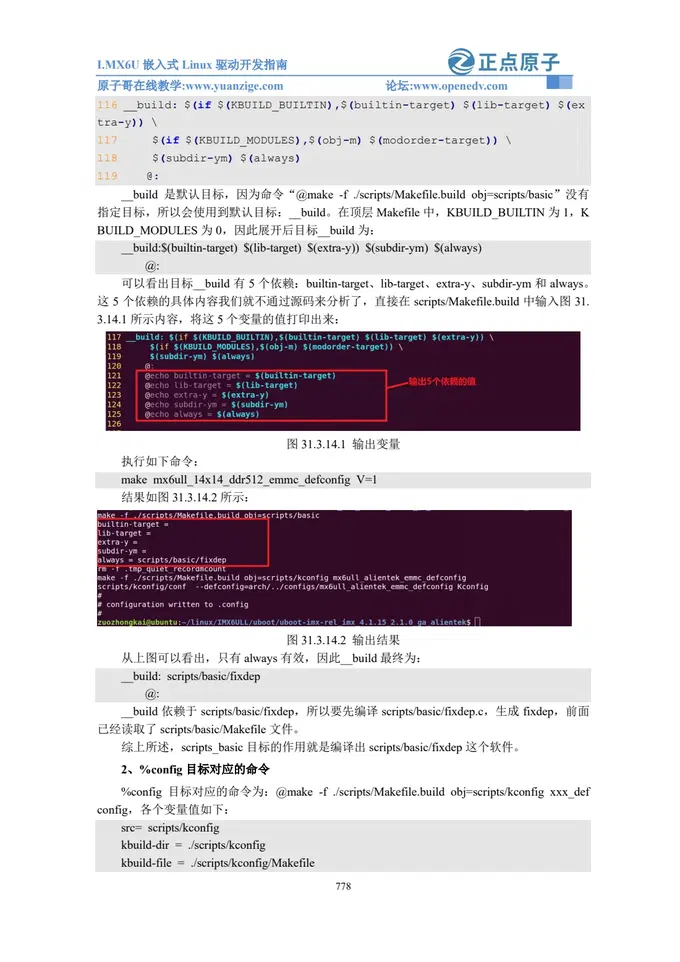 I.MX6U 嵌入式 Linux 驱动开发指南
正点原子
原子哥在线教学:www.yuanzige.com 论坛:www.openedv.com
116 __build: $(if $(KBUILD_BUILTIN),$(builtin-target) $(lib-target) $(ex
tra-y)) \
117 $(if $(KBUILD_MODULES),$(obj-m) $(modorder-target)) \
118 $(subdir-ym) $(always)
119 @:
__build 是默认目标，因为命令“@make -f ./scripts/Makefile.build obj=scripts/basic”没有
指定目标，所以会使用到默认目标：__build。在顶层 Makefile 中，KBUILD_BUILTIN 为 1，K
BUILD_MODULES 为 0，因此展开后目标__build 为：
__build:$(builtin-target) $(lib-target) $(extra-y)) $(subdir-ym) $(always)
@:
可以看出目标__build 有 5 个依赖：builtin-target、lib-target、extra-y、subdir-ym 和 always。
这 5 个依赖的具体内容我们就不通过源码来分析了，直接在 scripts/Makefile.build 中输入图 31.
3.14.1 所示内容，将这 5 个变量的值打印出来：
117 __build: $(if $(KBUILD_BUILTIN),$(builtin-target) $(lib-target) $(extra-y)) \
118 $(if $(KBUILD_MODULES),$(obj-m) $(modorder-target)) \
119 $(subdir-ym) $(always)
120 @:
121 @echo builtin-target = $(builtin-target)
122 @echo lib-target = $(lib-target)
123 @echo extra-y = $(extra-y)
124 @echo subdir-ym = $(subdir-ym)
125 @echo always = $(always)
126
输出5个依赖的值
图 31.3.14.1 输出变量
执行如下命令：
make mx6ull_14x14_ddr512_emmc_defconfig V=1
结果如图 31.3.14.2 所示：
make -f ./scripts/Makefile.build obj=scripts/basic
builtin-target =
lib-target =
extra-y =
subdir-ym =
always = scripts/basic/fixdep
rm -f .tmp_quiet_recordmcount
make -f ./scripts/Makefile.build obj=scripts/kconfig mx6ull_alientek_emmc_defconfig
scripts/kconfig/conf --defconfig=arch/../configs/mx6ull_alientek_emmc_defconfig Kconfig
#
# configuration written to .config
#
zuozhongkai@ubuntu:~/linux/IMX6ULL/uboot/uboot-imx-rel_imx_4.1.15_2.1.0_ga_alientek$
图 31.3.14.2 输出结果
从上图可以看出，只有 always 有效，因此__build 最终为：
__build: scripts/basic/fixdep
@:
__build 依赖于 scripts/basic/fixdep，所以要先编译 scripts/basic/fixdep.c，生成 fixdep，前面
已经读取了 scripts/basic/Makefile 文件。
综上所述，scripts_basic 目标的作用就是编译出 scripts/basic/fixdep 这个软件。
2、%config 目标对应的命令
%config 目标对应的命令为：@make -f ./scripts/Makefile.build obj=scripts/kconfig xxx_def
config，各个变量值如下：
src= scripts/kconfig
kbuild-dir = ./scripts/kconfig
kbuild-file = ./scripts/kconfig/Makefile
778